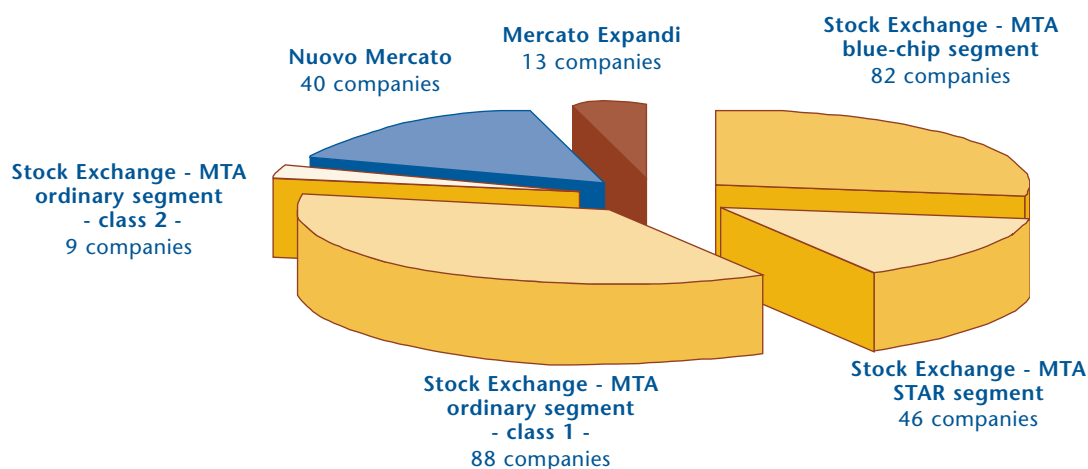 Mercato Expandi
13 companies
Stock Exchange - MTA
blue-chip segment
82 companies
Nuovo Mercato
40 companies
Stock Exchange - MTA
ordinary segment
- class 2 -
9 companies
Stock Exchange - MTA
STAR segment
46 companies
Stock Exchange - MTA
ordinary segment
- class 1 -
88 companies